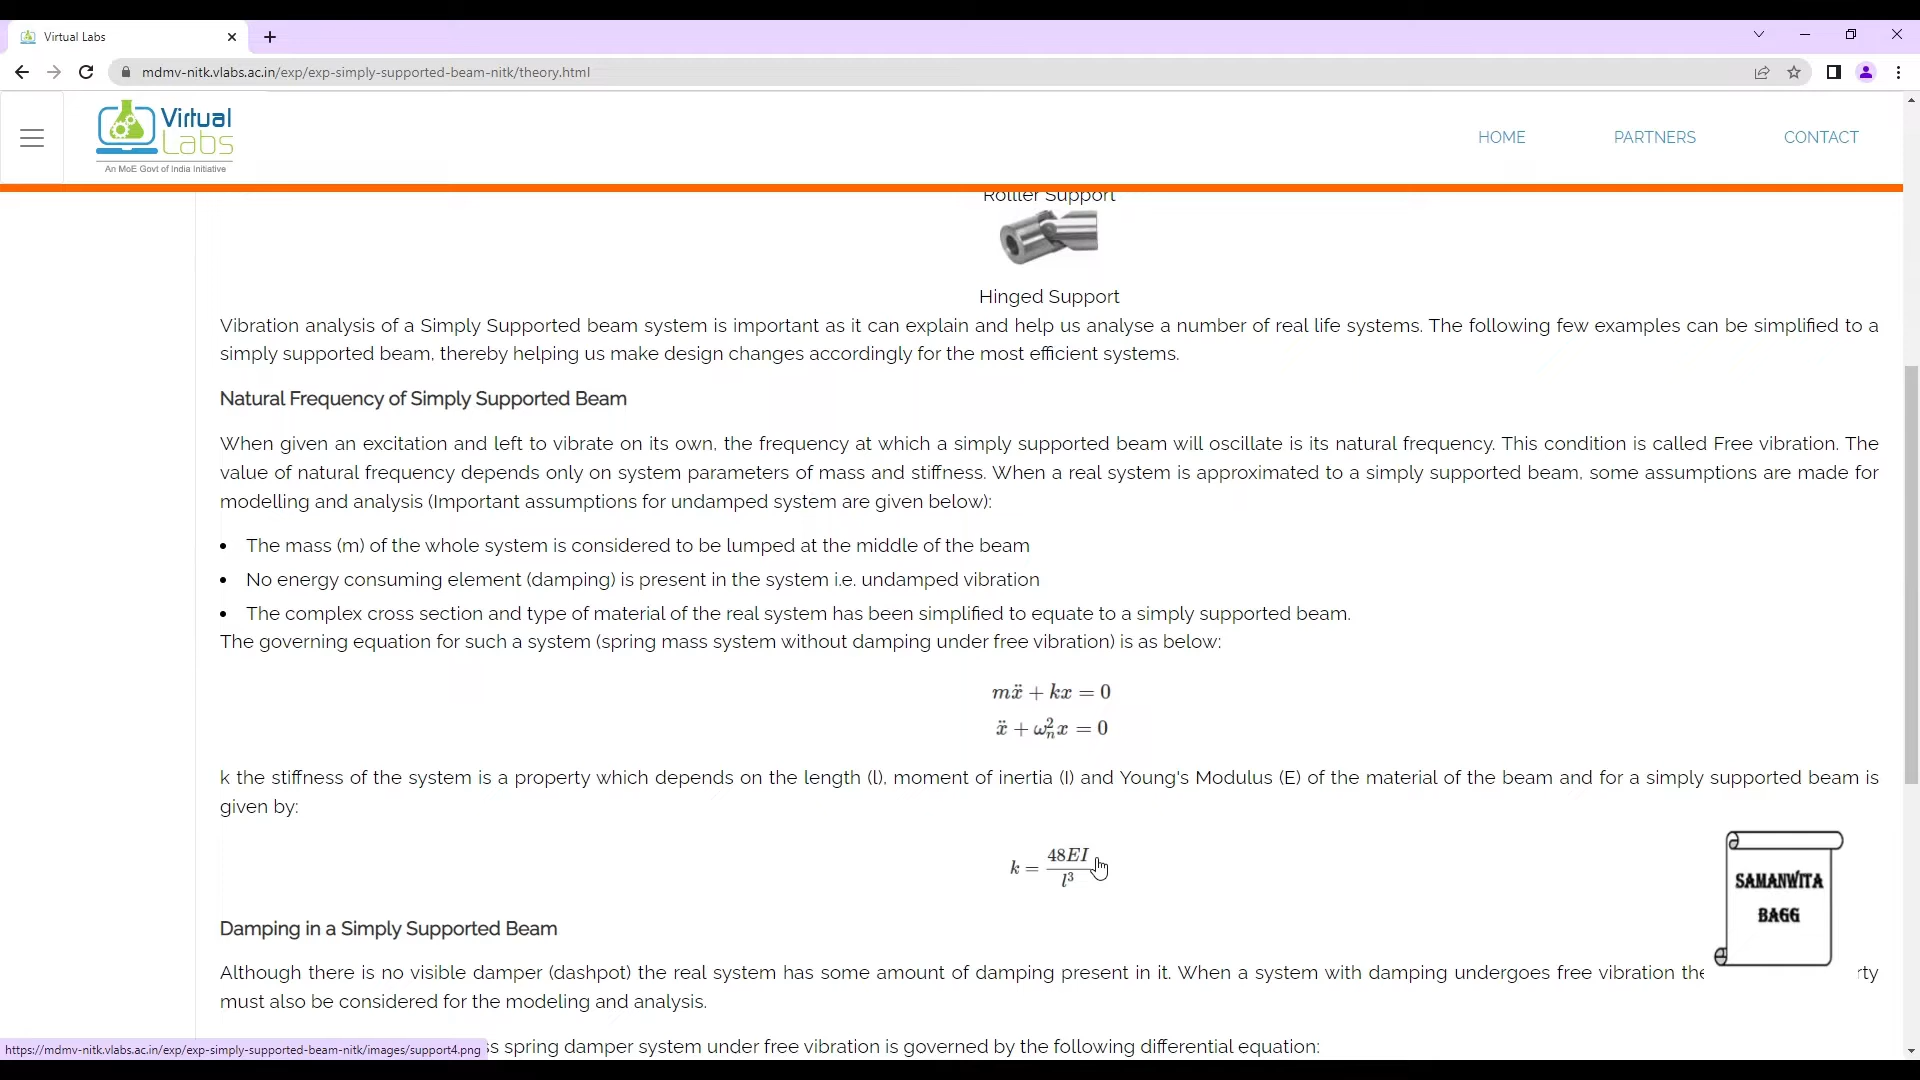 Virtual Labs
mdmv-nitk.vlabs.ac.in/exp/exp-simply-supported-beam-nitk/theory.html
Virtual
Labs
An MoE Govt of India Initiative
HOME PARTNERS CONTACT
Rolller Support
Hinged Support
Vibration analysis of a Simply Supported beam system is important as it can explain and help us analyse a number of real life systems. The following few examples can be simplified to a
simply supported beam, thereby helping us make design changes accordingly for the most efficient systems.
Natural Frequency of Simply Supported Beam
When given an excitation and left to vibrate on its own, the frequency at which a simply supported beam will oscillate is its natural frequency. This condition is called Free vibration. The
value of natural frequency depends only on system parameters of mass and stiffness. When a real system is approximated to a simply supported beam, some assumptions are made for
modelling and analysis (Important assumptions for undamped system are given below):
• The mass (m) of the whole system is considered to be lumped at the middle of the beam
• No energy consuming element (damping) is present in the system i.e. undamped vibration
• The complex cross section and type of material of the real system has been simplified to equate to a simply supported beam.
The governing equation for such a system (spring mass system without damping under free vibration) is as below:
mẍ + kx = 0
ẍ + ωₙ²x = 0
k the stiffness of the system is a property which depends on the length (l), moment of inertia (I) and Young's Modulus (E) of the material of the beam and for a simply supported beam is
given by:
k = 48EI / l³
SAMANWITA
BAGG
Damping in a Simply Supported Beam
Although there is no visible damper (dashpot) the real system has some amount of damping present in it. When a system with damping undergoes free vibration the rty
must also be considered for the modeling and analysis.
https://mdmv-nitk.vlabs.ac.in/exp/exp-simply-supported-beam-nitk/images/support4.png
s spring damper system under free vibration is governed by the following differential equation: